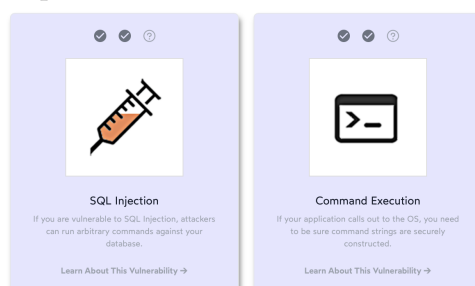 SQL Injection
If you are vulnerable to SQL Injection, attackers
can run arbitrary commands against your
database.
Learn About This Vulnerability →
Command Execution
If your application calls out to the OS, you need
to be sure command strings are securely
constructed.
Learn About This Vulnerability →